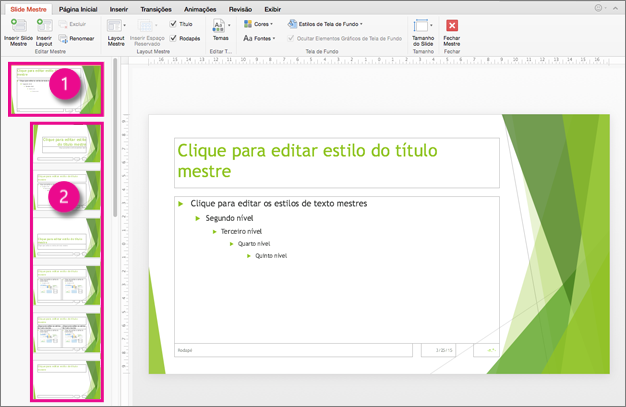 Slide Mestre Página Inicial Inserir Transições Animações Revisão Exibir
Inserir Slide Mestre
Inserir Layout
Excluir
Renomear
Editar Mestre
Layout Mestre
Inserir Espaço Reservado
Título
Rodapés
Layout Mestre
Temas
Editar T...
Cores
Fontes
Estilos de Tela de Fundo
Ocultar Elementos Gráficos de Tela de Fundo
Tela de Fundo
Tamanho do Slide
Tamanho
Fechar Mestre
Fechar
1
2
Clique para editar estilo do título
mestre
Clique para editar os estilos de texto mestres
Segundo nível
Terceiro nível
Quarto nível
Quinto nível
Rodapé